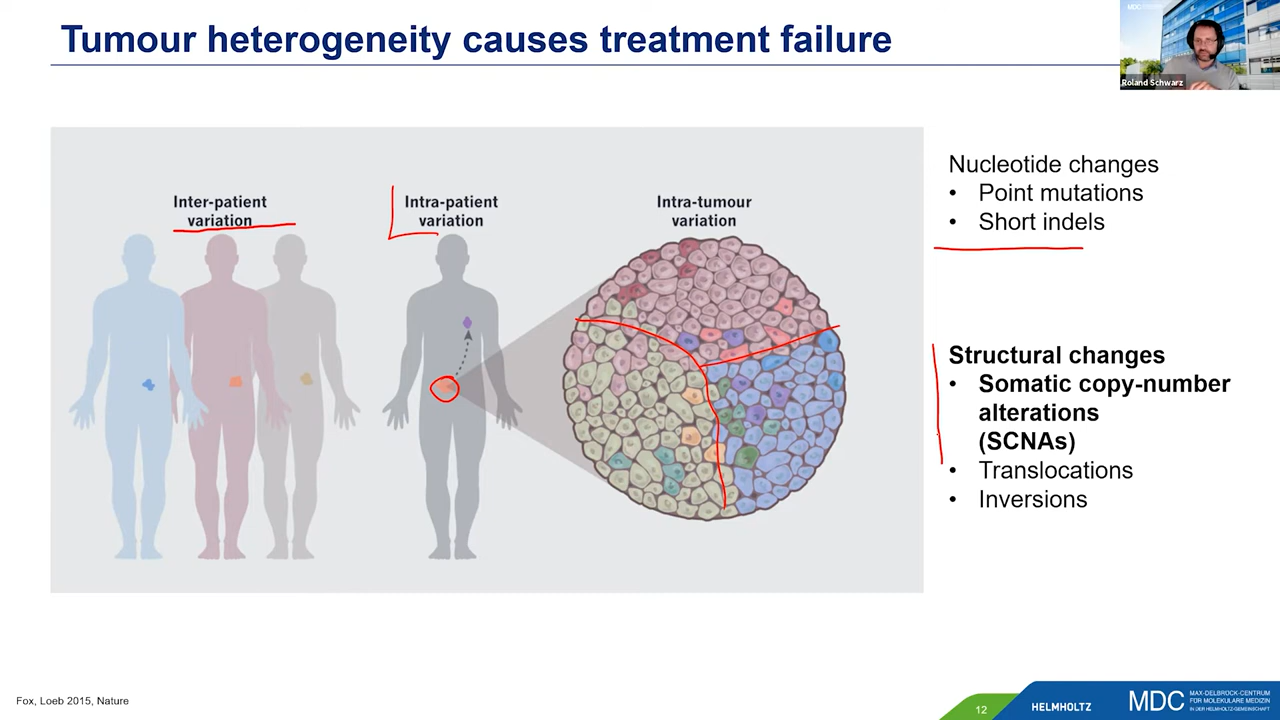 Tumour heterogeneity causes treatment failure
MDC
Roland Schwarz
Inter-patient
variation
Intra-patient
variation
Intra-tumour
variation
Nucleotide changes
• Point mutations
• Short indels
Structural changes
• Somatic copy-number
alterations
(SCNAs)
• Translocations
• Inversions
Fox, Loeb 2015, Nature
12
HELMHOLTZ
MDC
MAX-DELBRÜCK-CENTRUM
FÜR MOLEKULARE MEDIZIN
IN DER HELMHOLTZ-GEMEINSCHAFT